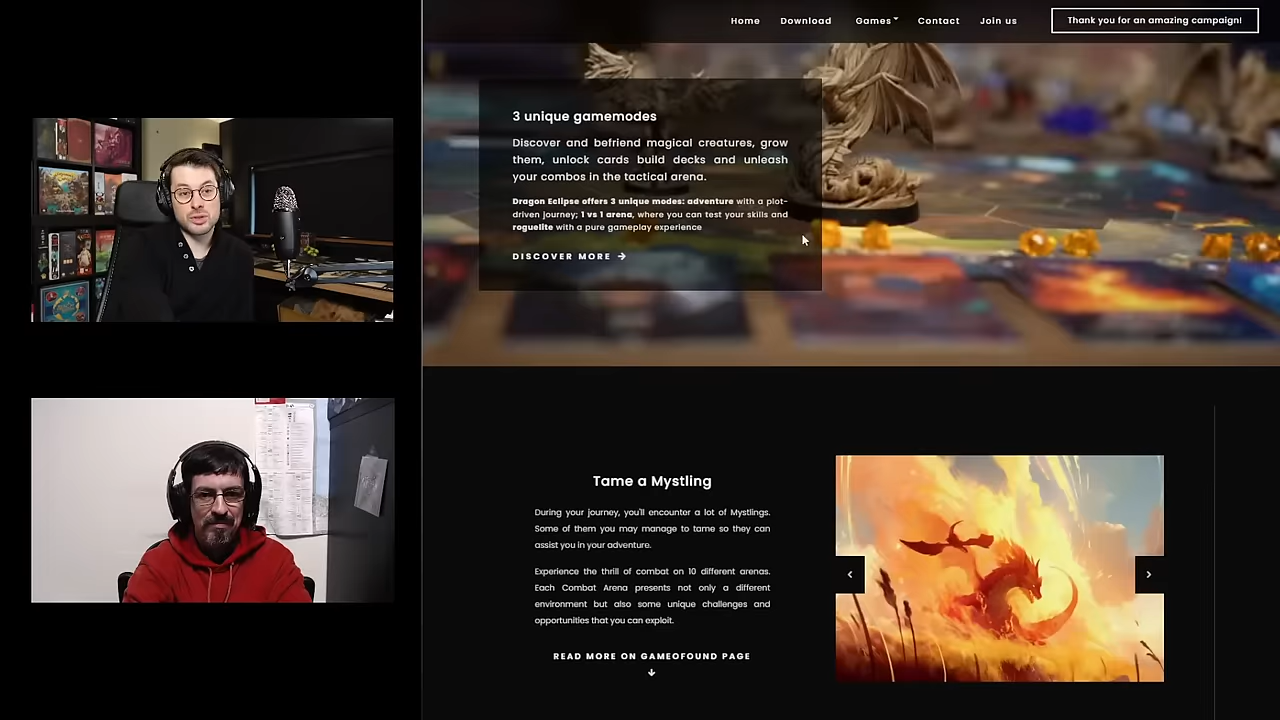 Home Download Games Contact Join us Thank you for an amazing campaign!
3 unique gamemodes
Discover and befriend magical creatures, grow
them, unlock cards build decks and unleash
your combos in the tactical arena.
Dragon Eclipse offers 3 unique modes: adventure with a plot-
driven journey; 1 vs 1 arena, where you can test your skills and
roguelite with a pure gameplay experience
DISCOVER MORE
Tame a Mystling
During your journey, you'll encounter a lot of Mystlings.
Some of them you may manage to tame so they can
assist you in your adventure.
Experience the thrill of combat on 10 different arenas.
Each Combat Arena presents not only a different
environment but also some unique challenges and
opportunities that you can exploit.
READ MORE ON GAMEOFOUND PAGE